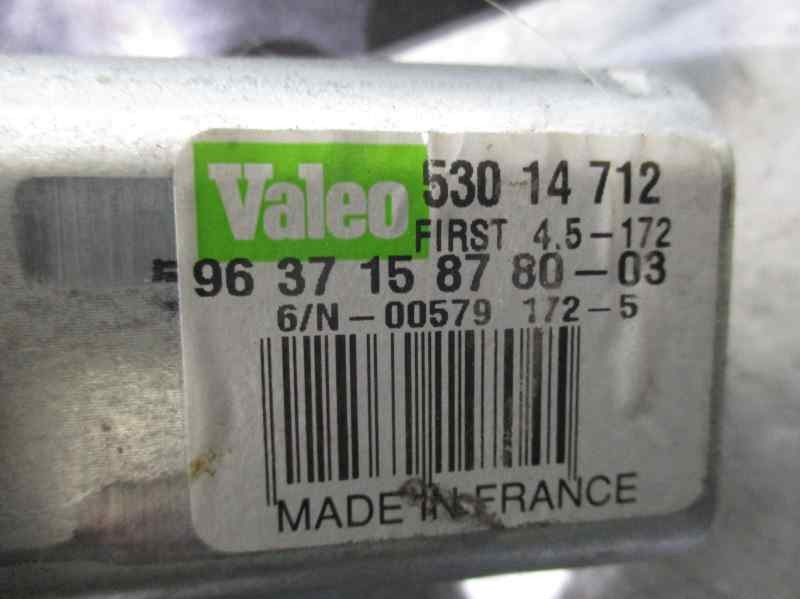 Valeo 530 14 712
FIRST 4.5-172
96 37 15 87 80-03
6/N-00579 172-5
MADE IN FRANCE